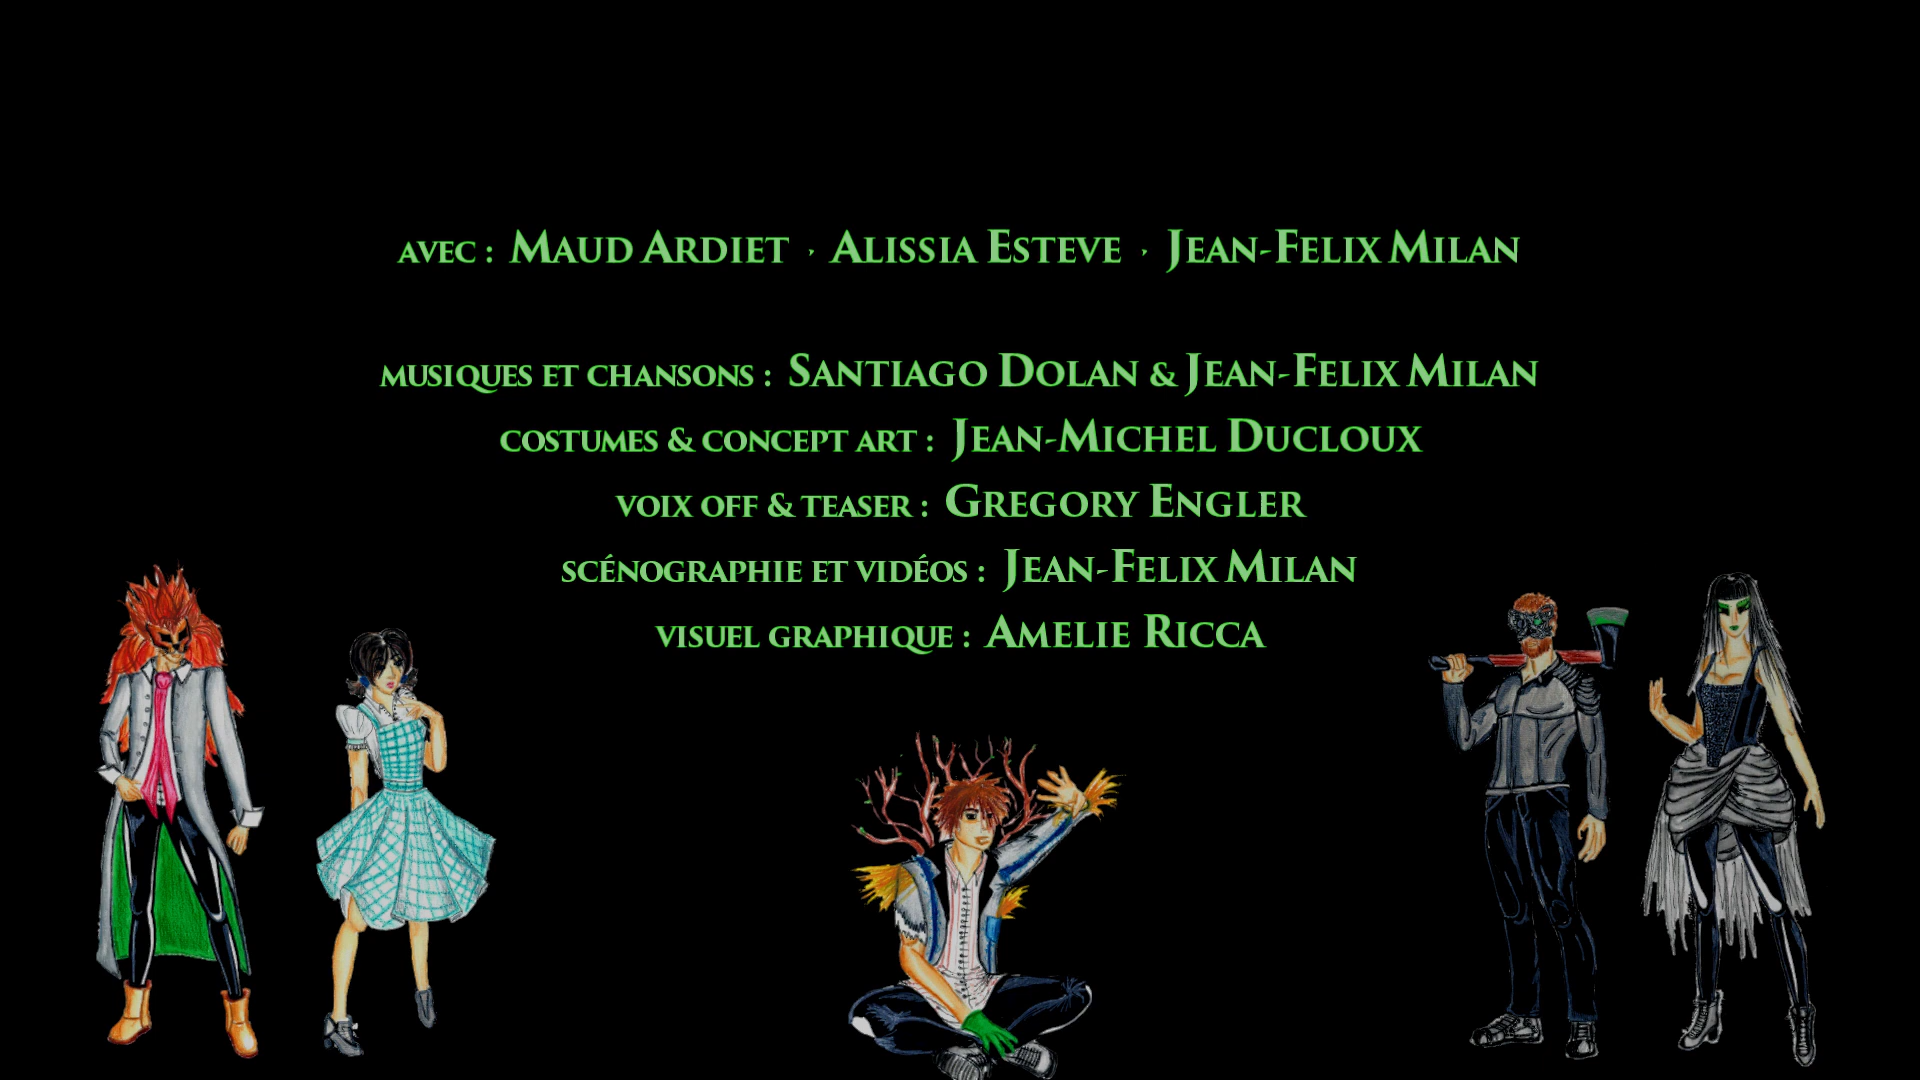 avec : Maud Ardiet · Alissia Esteve · Jean-Felix Milan
musiques et chansons : Santiago Dolan & Jean-Felix Milan
costumes & concept art : Jean-Michel Ducloux
voix off & teaser : Gregory Engler
scénographie et vidéos : Jean-Felix Milan
visuel graphique : Amelie Ricca